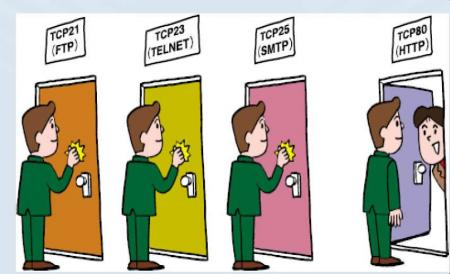 TCP21
(FTP)
TCP23
(TELNET)
TCP25
(SMTP)
TCP80
(HTTP)